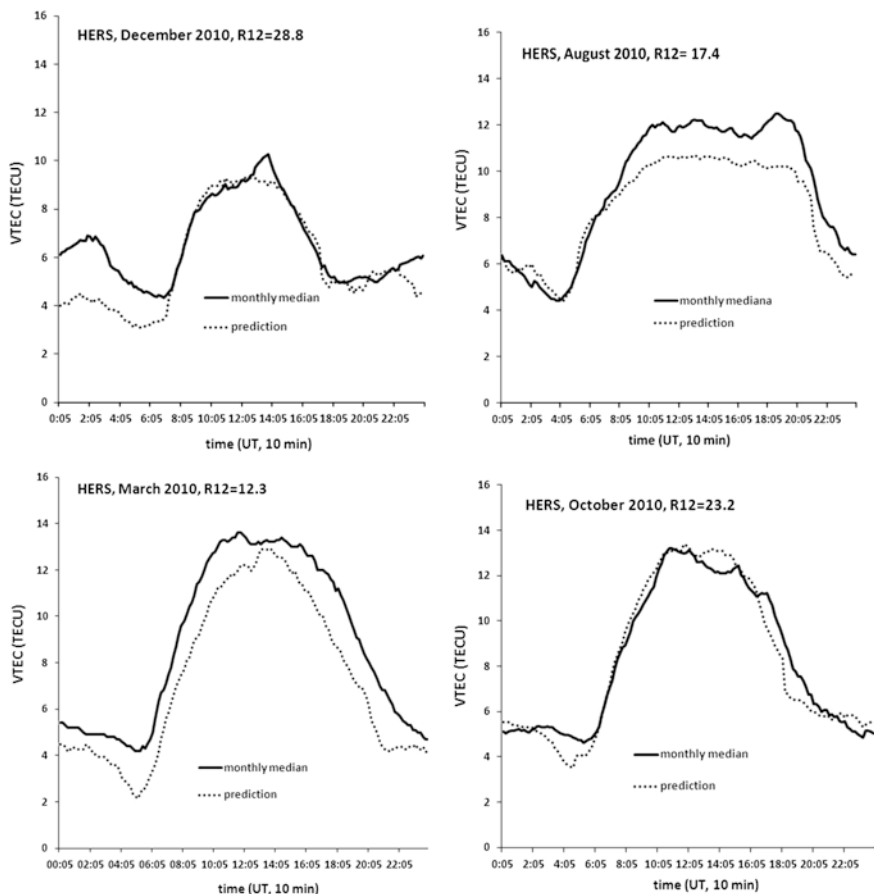 HERS, December 2010, R12=28.8
16
14
12
10
8
6
4
2
0
VTEC (TECU)
monthly median
prediction
0:05 2:05 4:05 6:05 8:05 10:05 12:05 14:05 16:05 18:05 20:05 22:05
time (UT, 10 min)
HERS, August 2010, R12= 17.4
16
14
12
10
8
6
4
2
0
VTEC (TECU)
monthly mediana
prediction
0:05 2:05 4:05 6:05 8:05 10:05 12:05 14:05 16:05 18:05 20:05 22:05
time (UT, 10 min)
HERS, March 2010, R12=12.3
16
14
12
10
8
6
4
2
0
VTEC (TECU)
monthly median
prediction
00:05 02:05 04:05 06:05 08:05 10:05 12:05 14:05 16:05 18:05 20:05 22:05
time (UT, 10 min)
HERS, October 2010, R12=23.2
16
14
12
10
8
6
4
2
0
VTEC (TECU)
monthly median
prediction
0:05 2:05 4:05 6:05 8:05 10:05 12:05 14:05 16:05 18:05 20:05 22:05
time (UT, 10 min)